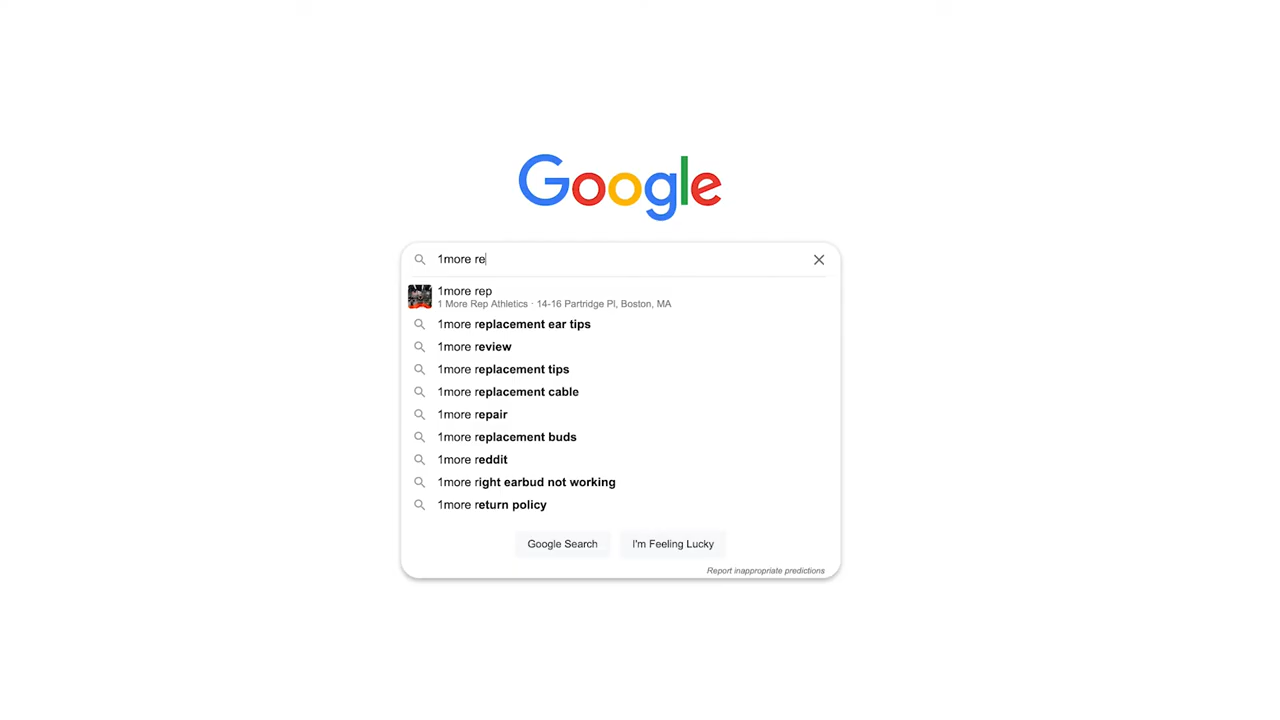 Google
1more re
1more rep
1 More Rep Athletics · 14-16 Partridge Pl, Boston, MA
1more replacement ear tips
1more review
1more replacement tips
1more replacement cable
1more repair
1more replacement buds
1more reddit
1more right earbud not working
1more return policy
Google Search I'm Feeling Lucky
Report inappropriate predictions